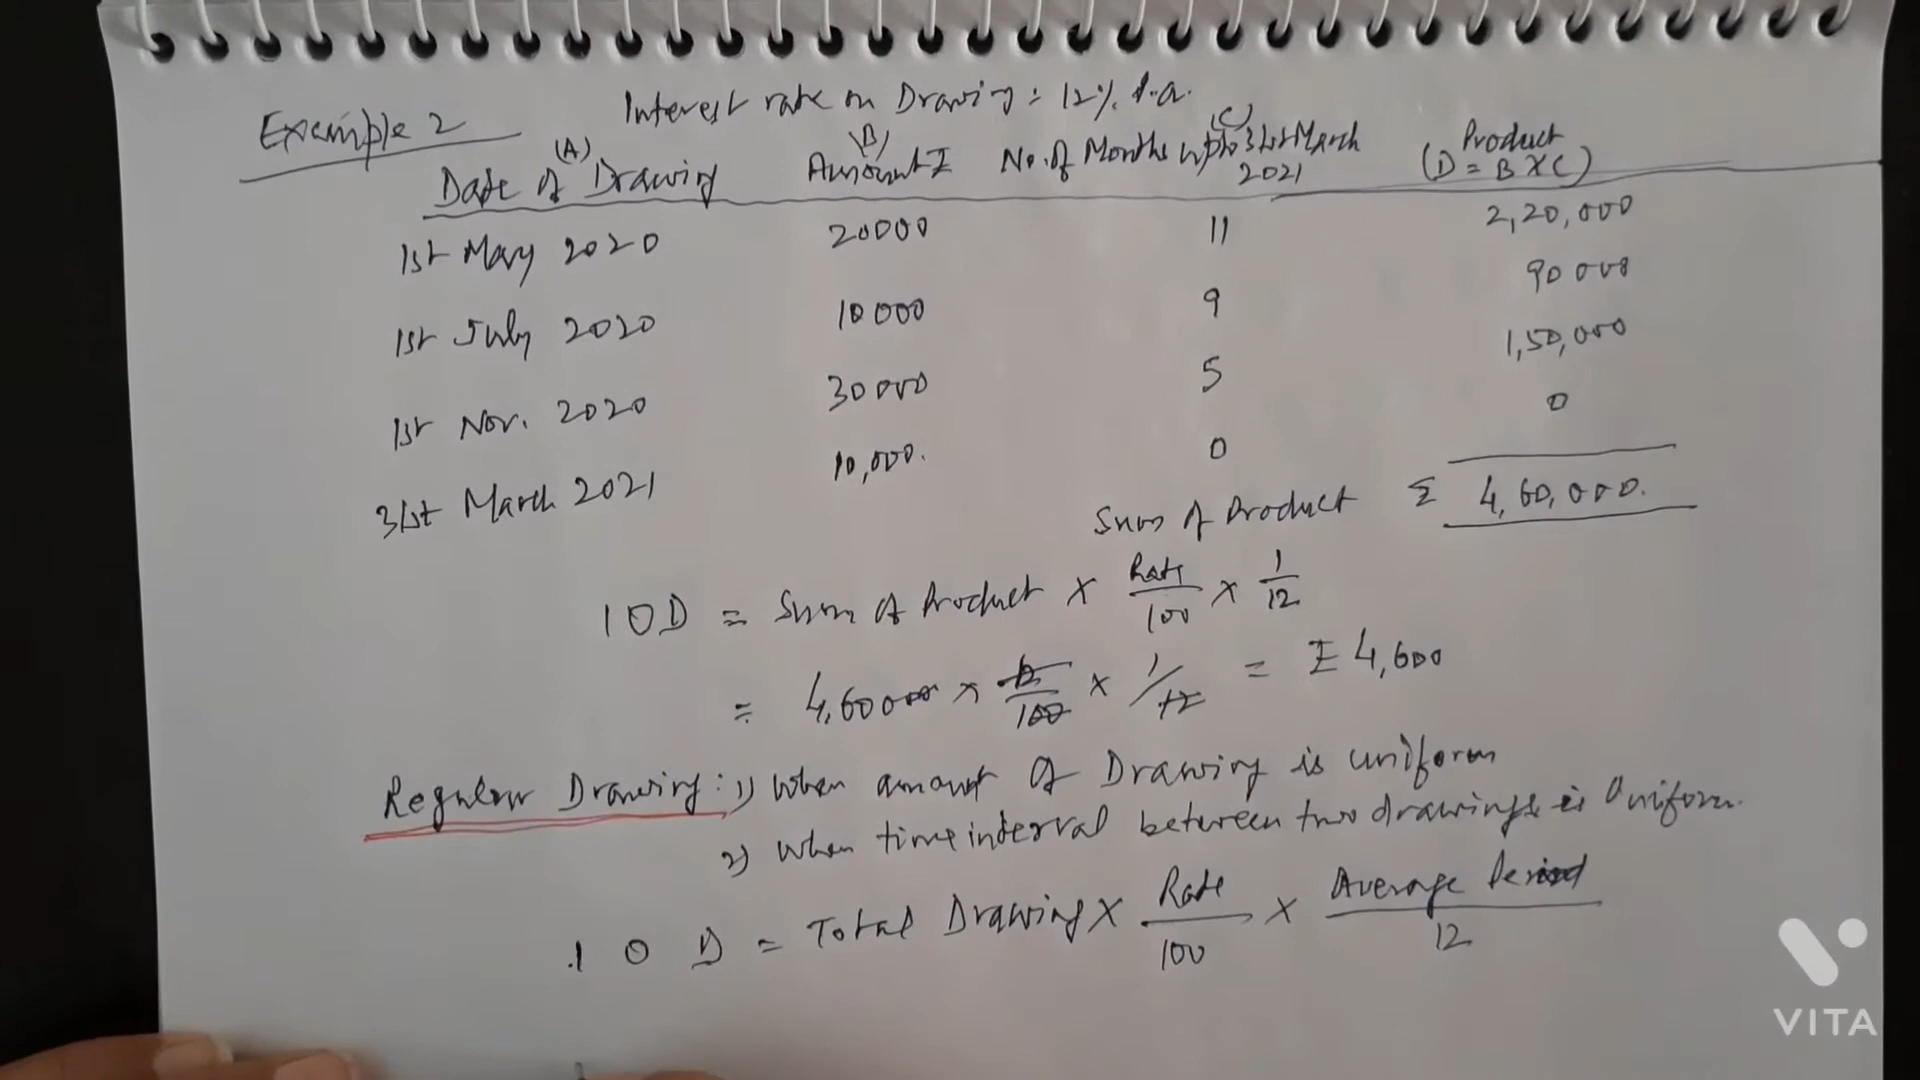 Interest rate on Drawing = 12% p.a.
Example 2
(A) (B) (C)
Date of Drawing Amount ₹ No. of Months upto 31st March 2021 Product (D = B X C)
1st May 2020 20000 11 2,20,000
1st July 2020 10000 9 90000
1st Nov. 2020 30000 5 1,50,000
31st March 2021 10,000. 0 0
Sum of Product Σ 4,60,000.
IOD = Sum of Product × Rate/100 × 1/12
= 4,60000 × 12/100 × 1/12 = ₹ 4,600
Regular Drawing: 1) When amount of Drawing is uniform
2) When time interval between two drawings is Uniform.
I O D = Total Drawing × Rate/100 × Average Period/12
VITA